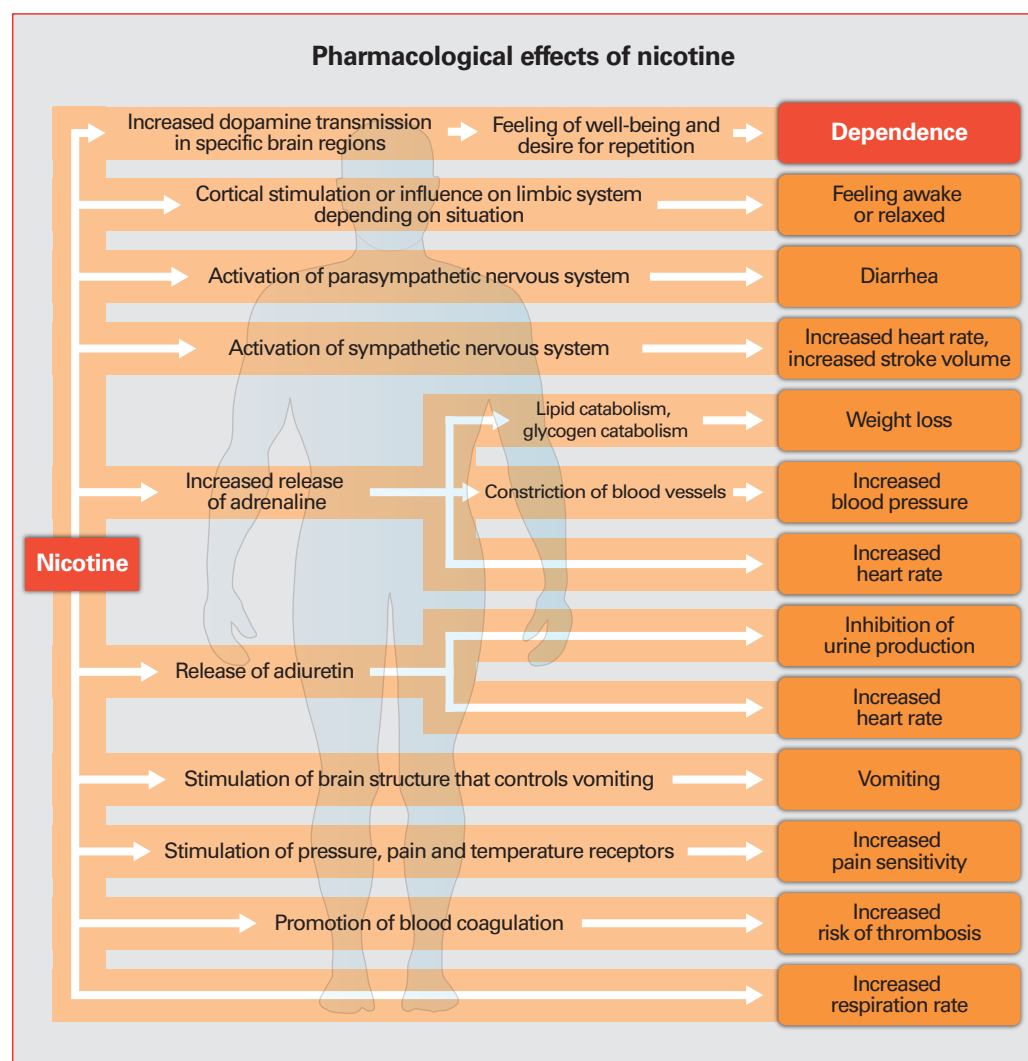 Pharmacological effects of nicotine
Increased dopamine transmission
in specific brain regions
Feeling of well-being and
desire for repetition
Dependence
Cortical stimulation or influence on limbic system
depending on situation
Feeling awake
or relaxed
Activation of parasympathetic nervous system
Diarrhea
Activation of sympathetic nervous system
Increased heart rate,
increased stroke volume
Increased release
of adrenaline
Lipid catabolism,
glycogen catabolism
Weight loss
Constriction of blood vessels
Increased
blood pressure
Increased
heart rate
Nicotine
Release of adiuretin
Inhibition of
urine production
Increased
heart rate
Stimulation of brain structure that controls vomiting
Vomiting
Stimulation of pressure, pain and temperature receptors
Increased
pain sensitivity
Promotion of blood coagulation
Increased
risk of thrombosis
Increased
respiration rate